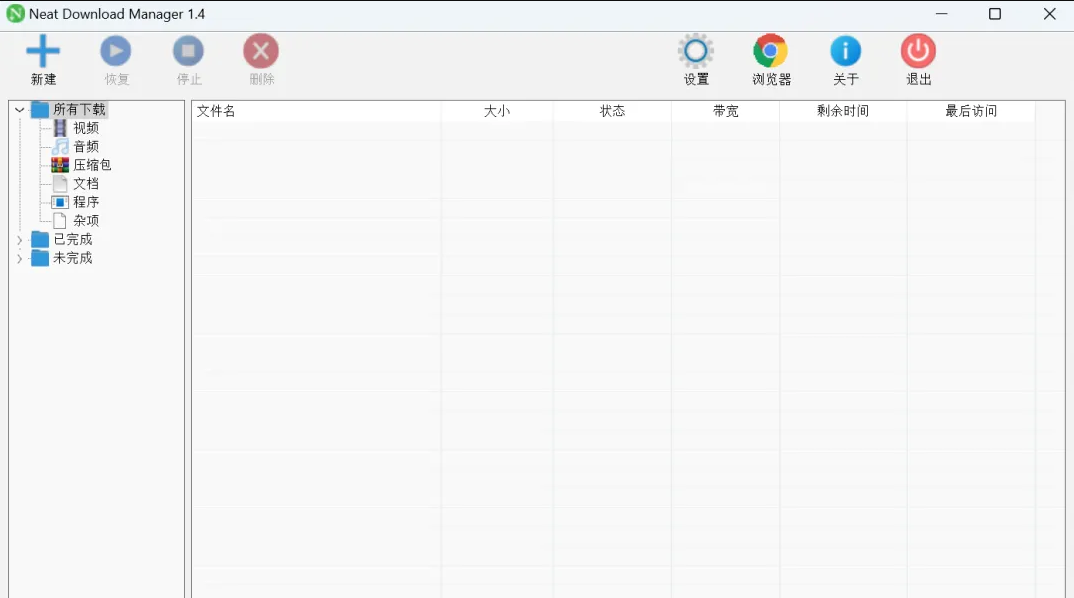 Neat Download Manager 1.4
新建 恢复 停止 删除 设置 浏览器 关于 退出
文件名 大小 状态 带宽 剩余时间 最后访问
所有下载
视频
音频
压缩包
文档
程序
杂项
已完成
未完成